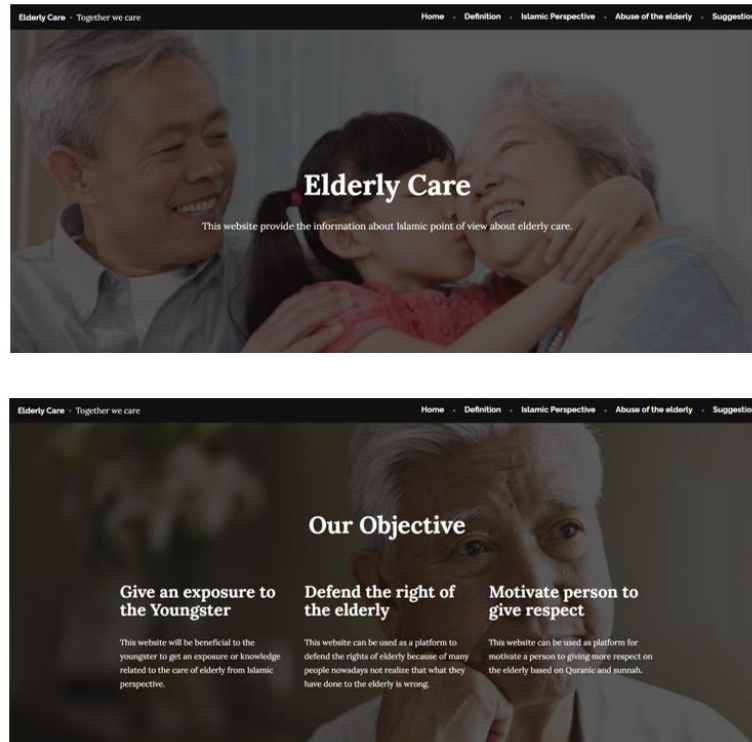 Elderly Care • Together we care
Home • Definition • Islamic Perspective • Abuse of the elderly • Suggestio
Elderly Care
This website provide the information about Islamic point of view about elderly care.
Elderly Care • Together we care
Home • Definition • Islamic Perspective • Abuse of the elderly • Suggestio
Our Objective
Give an exposure to
the Youngster
This website will be beneficial to the
youngster to get an exposure or knowledge
related to the care of elderly from Islamic
perspective.
Defend the right of
the elderly
This website can be used as a platform to
defend the rights of elderly because of many
people nowadays not realize that what they
have done to the elderly is wrong.
Motivate person to
give respect
This website can be used as platform for
motivate a person to giving more respect on
the elderly based on Quranic and sunnah.